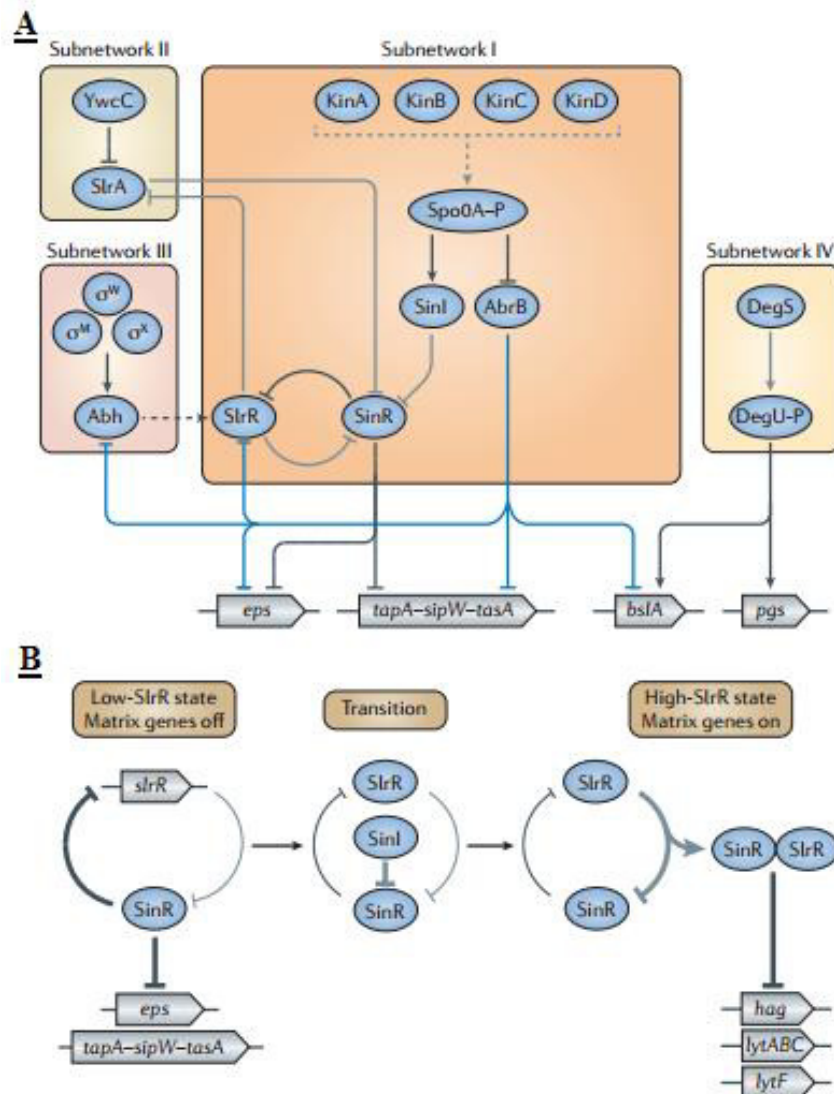 A
Subnetwork II
Subnetwork I
YwcC
KinA KinB KinC KinD
SlrA
Spo0A–P
Subnetwork III
Subnetwork IV
σW
σM σX
SinI AbrB
DegS
Abh
SlrR
SinR
DegU-P
eps
tapA–sipW–tasA
bslA
pgs
B
Low-SlrR state
Matrix genes off
Transition
High-SlrR state
Matrix genes on
slrR
SlrR
SlrR
SinI
SinR SlrR
SinR
SinR
SinR
eps
hag
tapA–sipW–tasA
lytABC
lytF